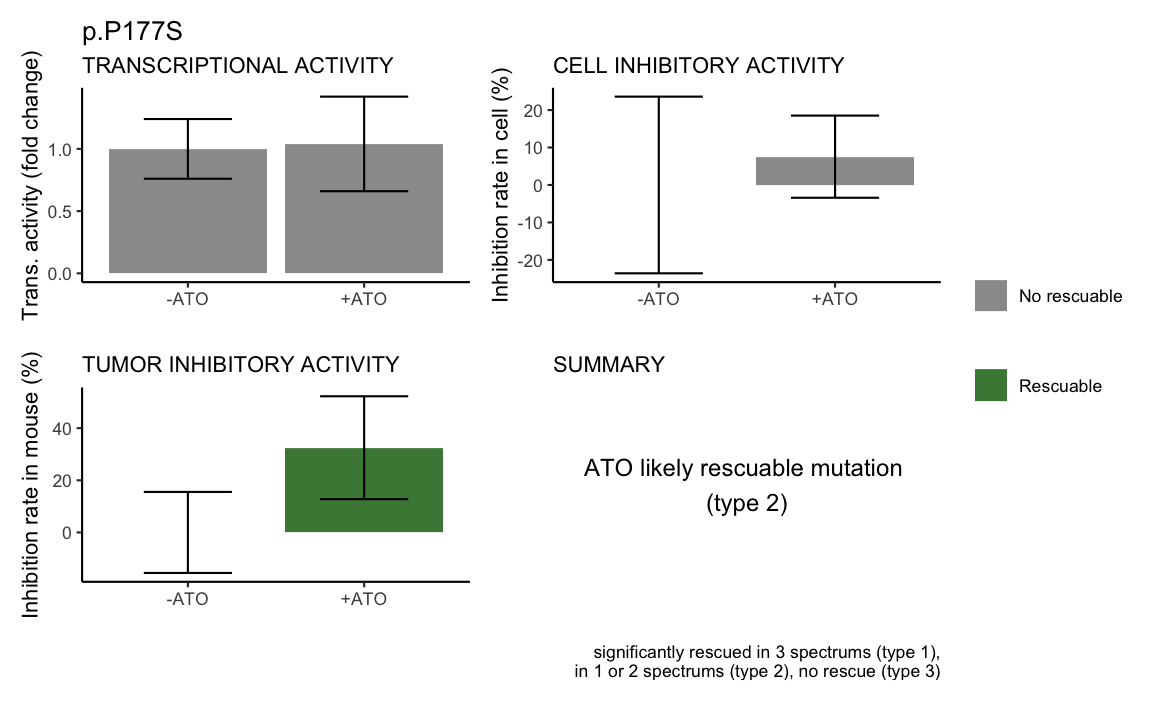 p.P177S
TRANSCRIPTIONAL ACTIVITY
Trans. activity (fold change)
1.0
0.5
0.0
-ATO
+ATO
CELL INHIBITORY ACTIVITY
Inhibition rate in cell (%)
20
10
0
-10
-20
-ATO
+ATO
No rescuable
Rescuable
TUMOR INHIBITORY ACTIVITY
Inhibition rate in mouse (%)
40
20
0
-ATO
+ATO
SUMMARY
ATO likely rescuable mutation
(type 2)
significantly rescued in 3 spectrums (type 1),
in 1 or 2 spectrums (type 2), no rescue (type 3)